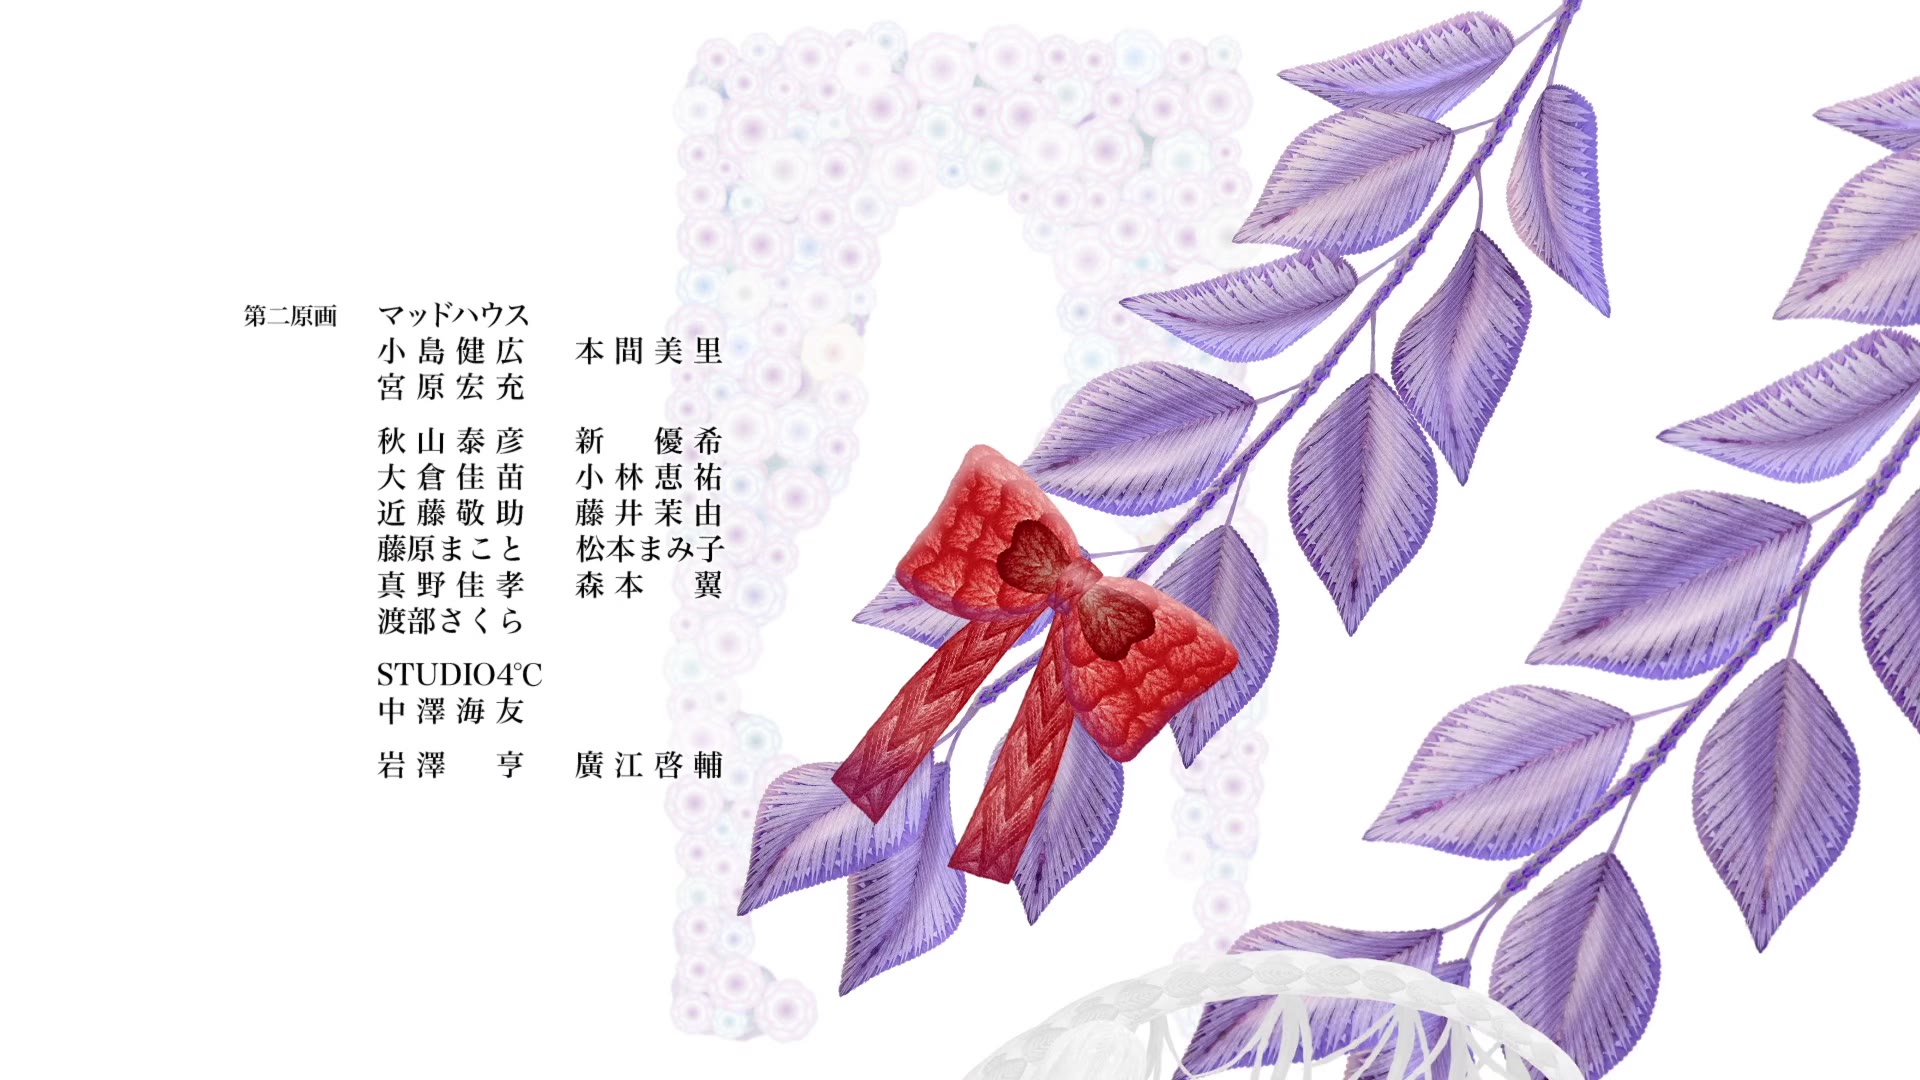 第二原画 マッドハウス
小島健広 本間美里
宮原宏充
秋山泰彦 新 優希
大倉佳苗 小林恵祐
近藤敬助 藤井茉由
藤原まこと 松本まみ子
真野佳孝 森本 翼
渡部さくら
STUDIO4℃
中澤海友
岩澤 亨 廣江啓輔